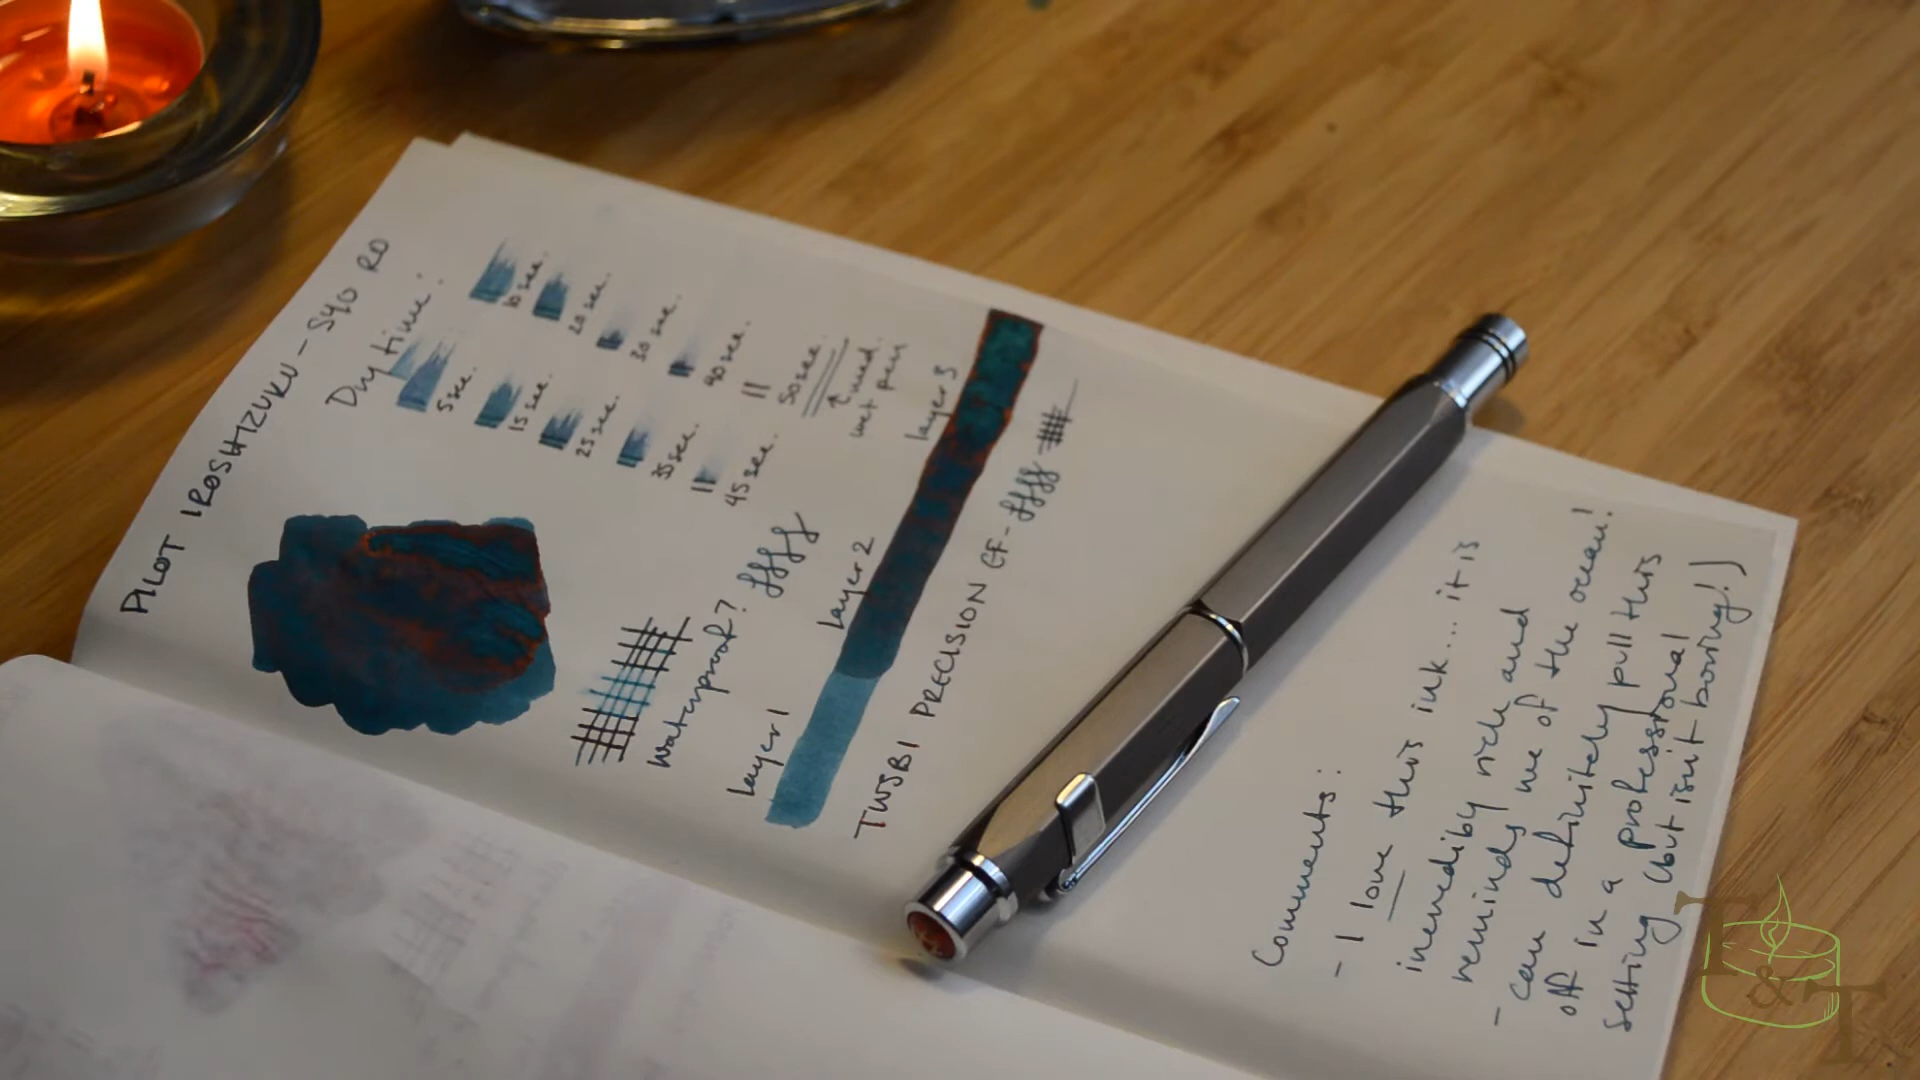 PILOT IROSHIZUKU - SYO RO
Dry time:
5 sec.
10 sec.
15 sec.
20 sec.
25 sec.
30 sec.
35 sec.
40 sec.
45 sec.
50 sec.
↑ med.
wet pen
Waterproof?
Layer 1
Layer 2
Layer 3
TWSBI PRECISION EF -
Comments:
- I love this ink... it is
incredibly rich and
reminds me of the ocean!
- can definitely pull this
off in a professional
setting (but isn't boring!)
T & T